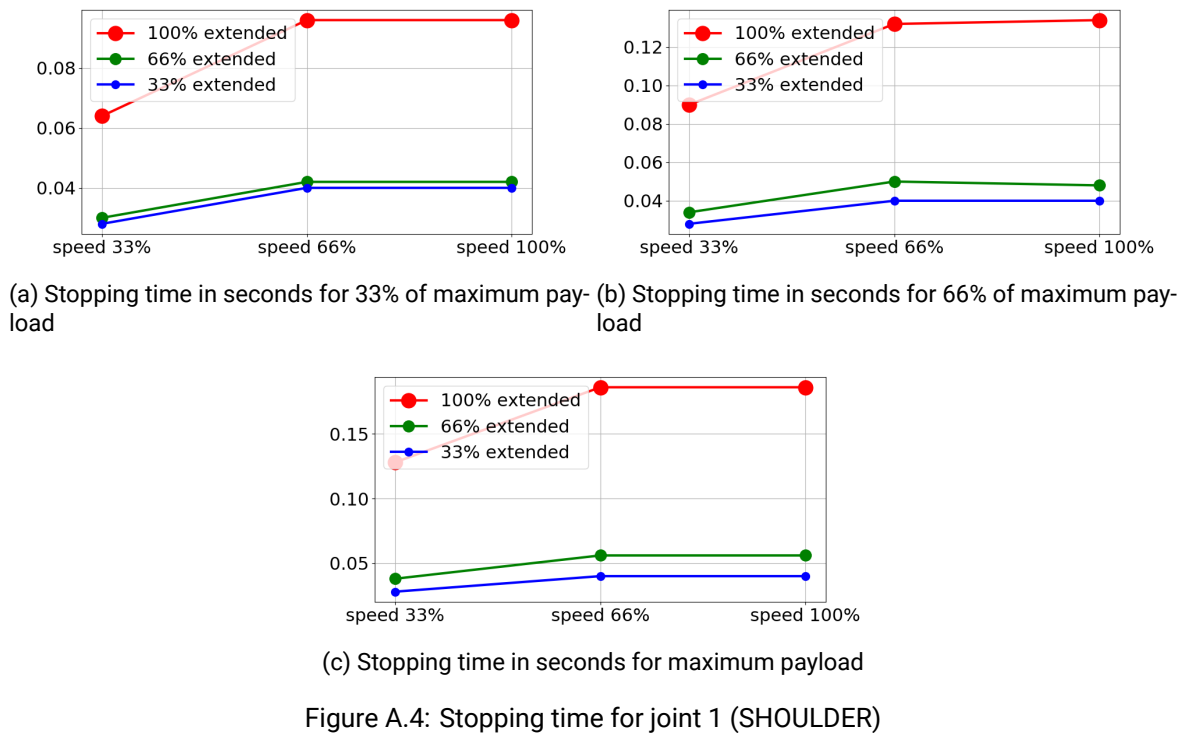 100% extended
66% extended
33% extended
0.08
0.06
0.04
speed 33%
speed 66%
speed 100%
(a) Stopping time in seconds for 33% of maximum pay-
load
100% extended
66% extended
33% extended
0.12
0.10
0.08
0.06
0.04
speed 33%
speed 66%
speed 100%
(b) Stopping time in seconds for 66% of maximum pay-
load
100% extended
66% extended
33% extended
0.15
0.10
0.05
speed 33%
speed 66%
speed 100%
(c) Stopping time in seconds for maximum payload
Figure A.4: Stopping time for joint 1 (SHOULDER)